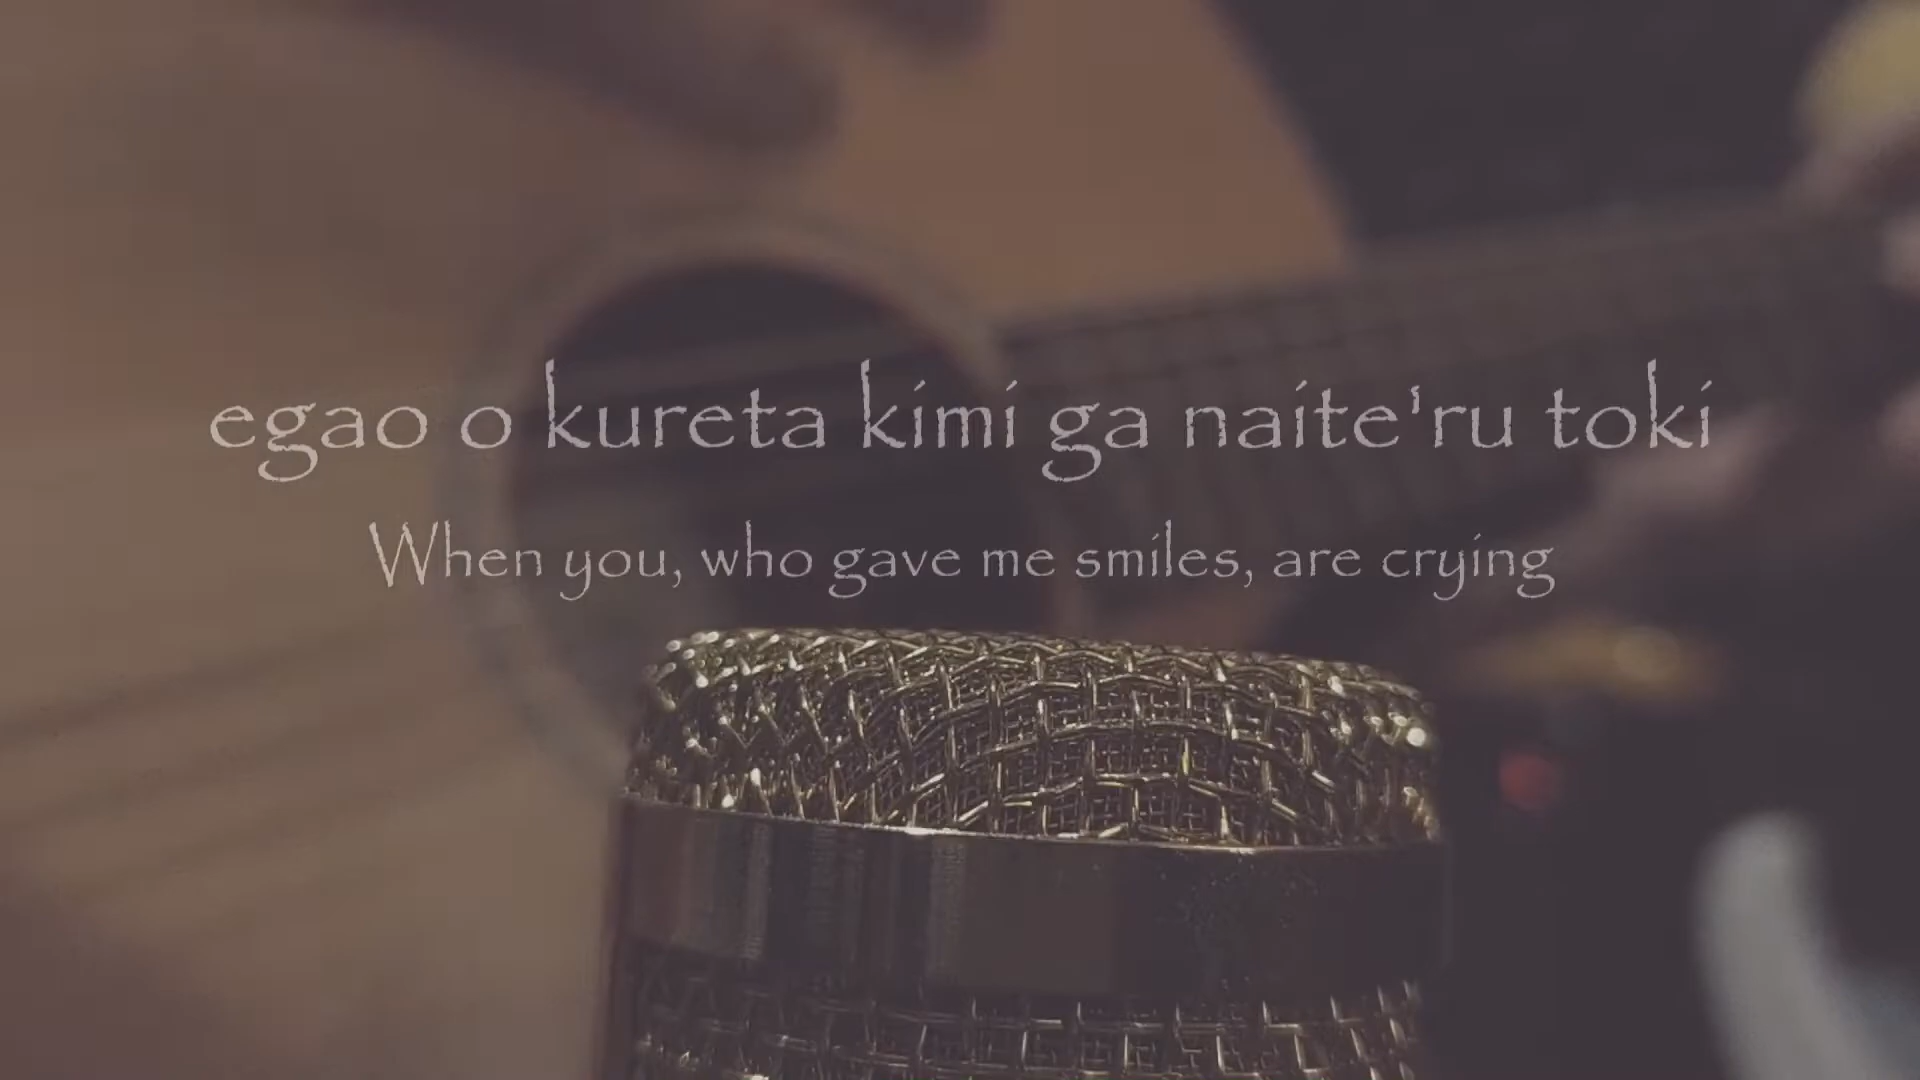 egao o kureta kimi ga naite'ru toki
When you, who gave me smiles, are crying